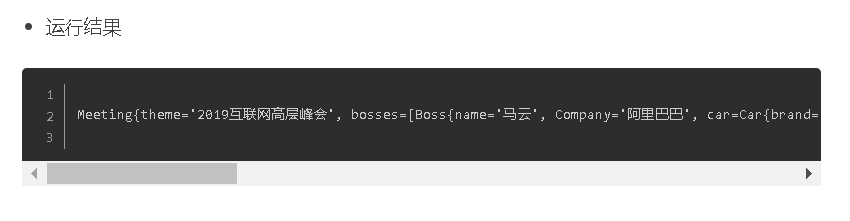 运行结果
1
2 Meeting{theme='2019互联网高层峰会', bosses=[Boss{name='马云', Company='阿里巴巴', car=Car{brand=
3